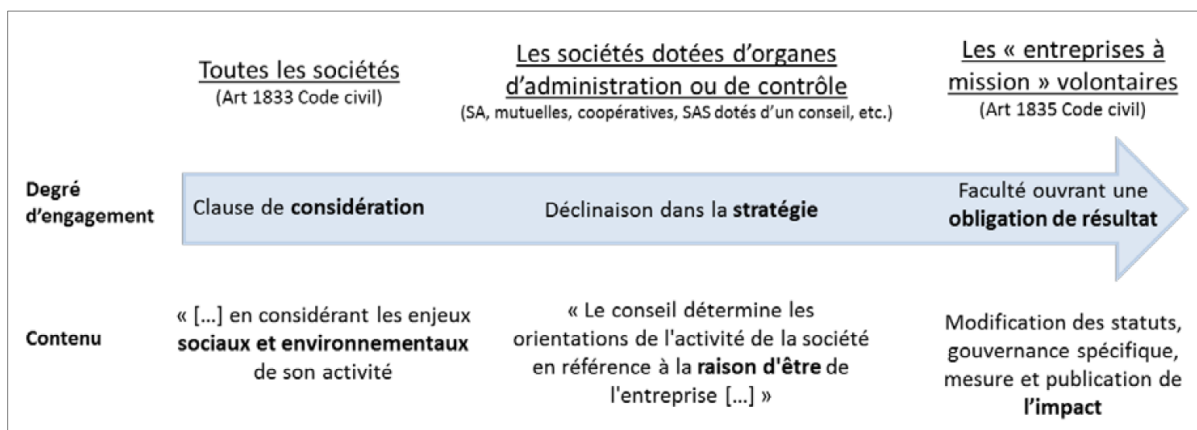 Toutes les sociétés
(Art 1833 Code civil)
Les sociétés dotées d'organes
d'administration ou de contrôle
(SA, mutuelles, coopératives, SAS dotés d'un conseil, etc.)
Les « entreprises à
mission » volontaires
(Art 1835 Code civil)
Degré
d'engagement
Clause de considération
Déclinaison dans la stratégie
Faculté ouvrant une
obligation de résultat
Contenu
« […] en considérant les enjeux
sociaux et environnementaux
de son activité
« Le conseil détermine les
orientations de l'activité de la société
en référence à la raison d'être de
l'entreprise […] »
Modification des statuts,
gouvernance spécifique,
mesure et publication de
l'impact